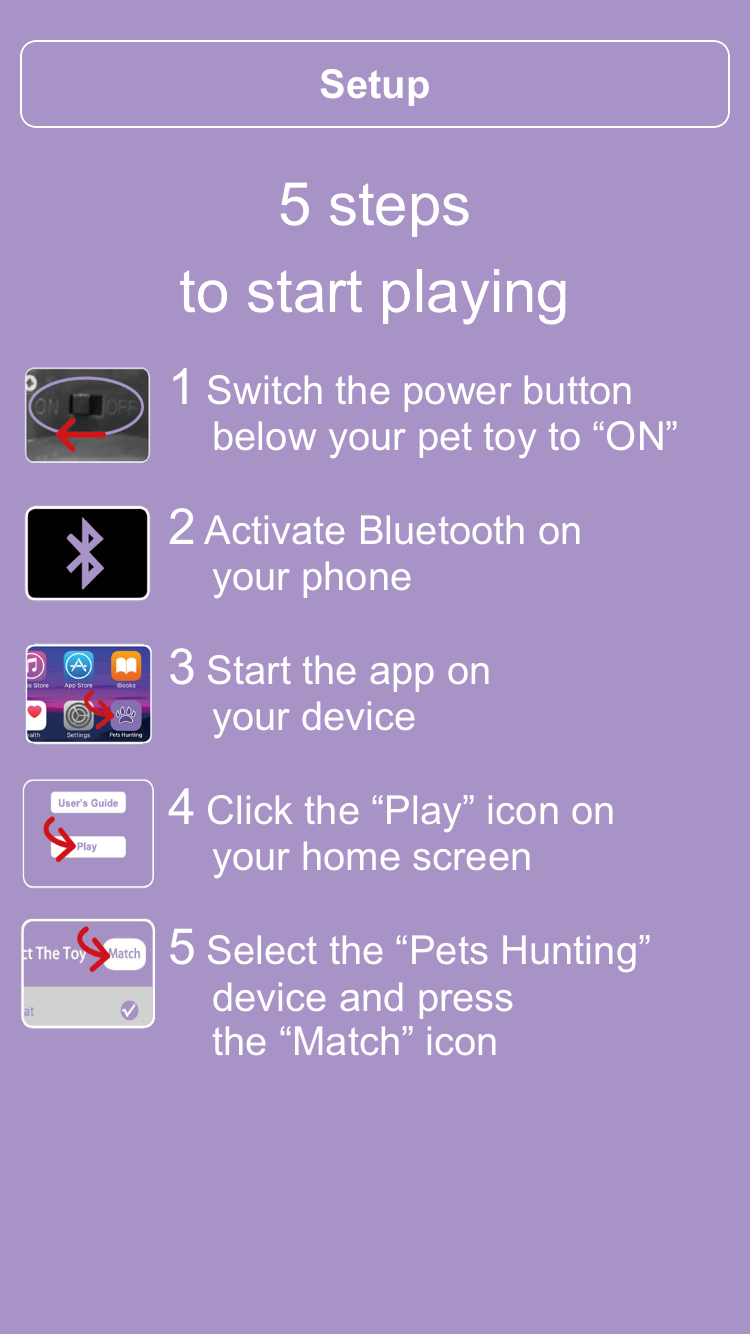 Setup
5 steps
to start playing
ON OFF
1 Switch the power button
below your pet toy to “ON”
2 Activate Bluetooth on
your phone
es Store App Store iBooks
ealth Settings Pets Hunting
3 Start the app on
your device
User's Guide
Play
4 Click the “Play” icon on
your home screen
ct The Toy Match
at
5 Select the “Pets Hunting”
device and press
the “Match” icon